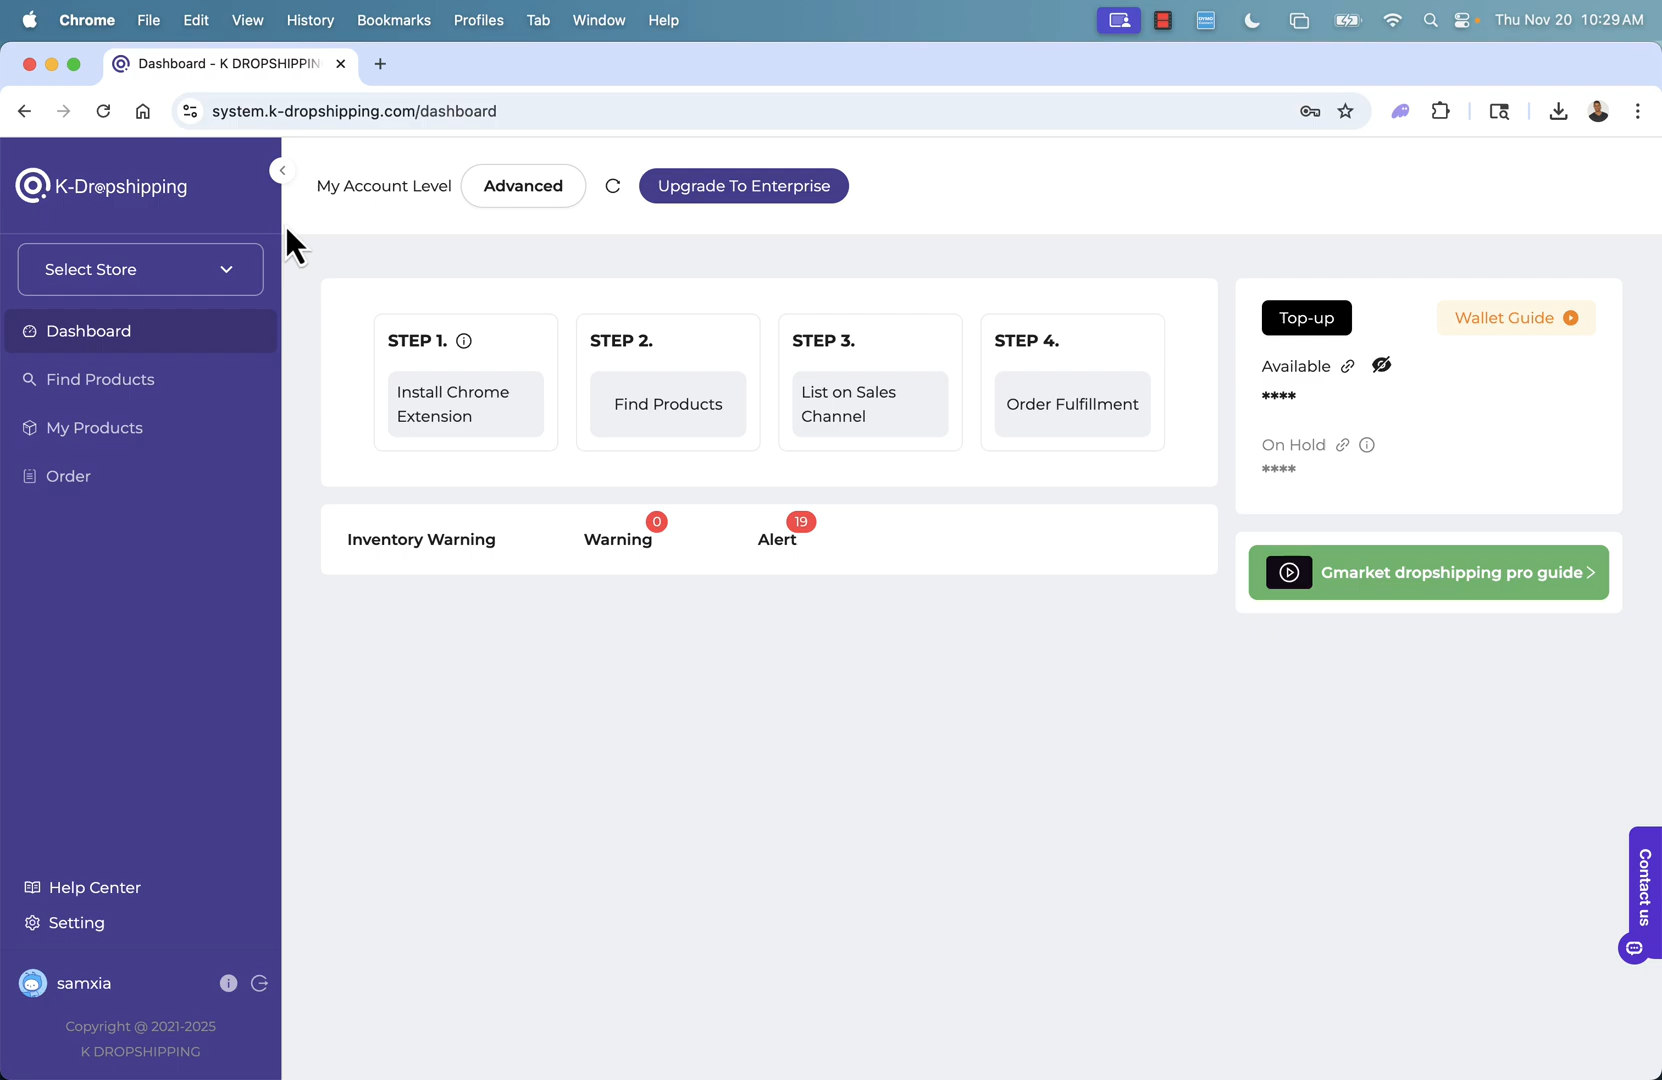 Chrome File Edit View History Bookmarks Profiles Tab Window Help
DYMO
Thu Nov 20 10:29 AM
Dashboard - K DROPSHIPPIN
system.k-dropshipping.com/dashboard
K-Dropshipping
My Account Level Advanced Upgrade To Enterprise
Select Store
Dashboard
Find Products
My Products
Order
STEP 1.
Install Chrome
Extension
STEP 2.
Find Products
STEP 3.
List on Sales
Channel
STEP 4.
Order Fulfillment
Inventory Warning
Warning 0
Alert 19
Top-up
Wallet Guide
Available
****
On Hold
****
Gmarket dropshipping pro guide >
Contact us
Help Center
Setting
samxia
Copyright @ 2021-2025
K DROPSHIPPING